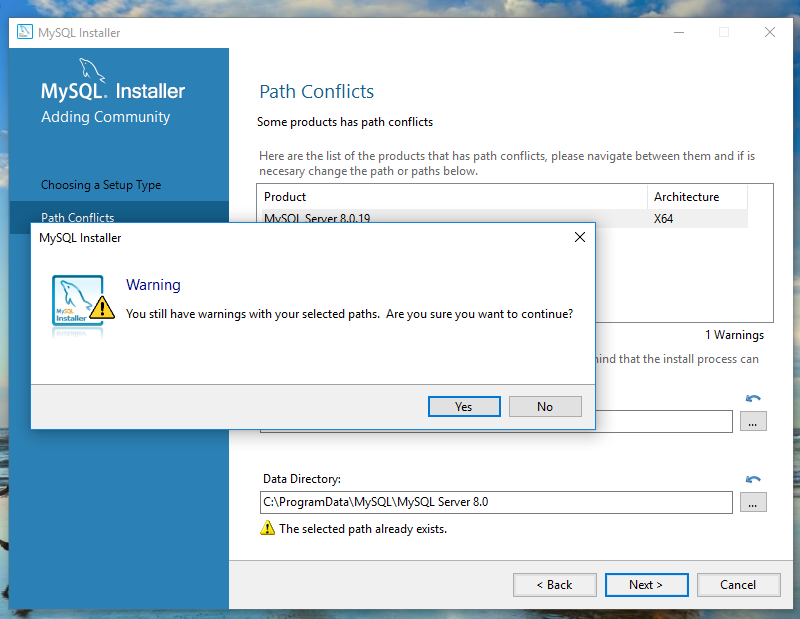 MySQL Installer
MySQL. Installer
Adding Community
Choosing a Setup Type
Path Conflicts
Path Conflicts
Some products has path conflicts
Here are the list of the products that has path conflicts, please navigate between them and if is
necesary change the path or paths below.
Product Architecture
MySQL Server 8.0.19 X64
1 Warnings
mind that the install process can
MySQL Installer
Warning
You still have warnings with your selected paths. Are you sure you want to continue?
MySQL
Installer
Yes No
...
Data Directory:
C:\ProgramData\MySQL\MySQL Server 8.0
...
The selected path already exists.
< Back Next > Cancel